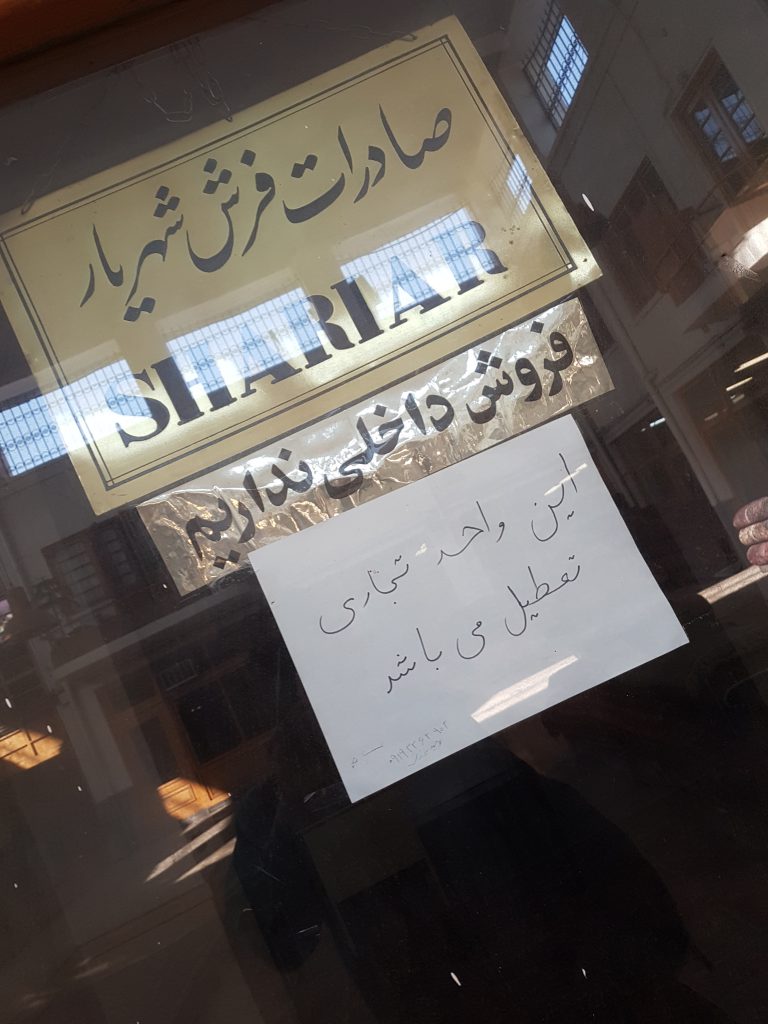 صادرات فرش شهریار
SHARIAR
فروش داخلی نداریم
این واحد تجاری
تعطیل می باشد